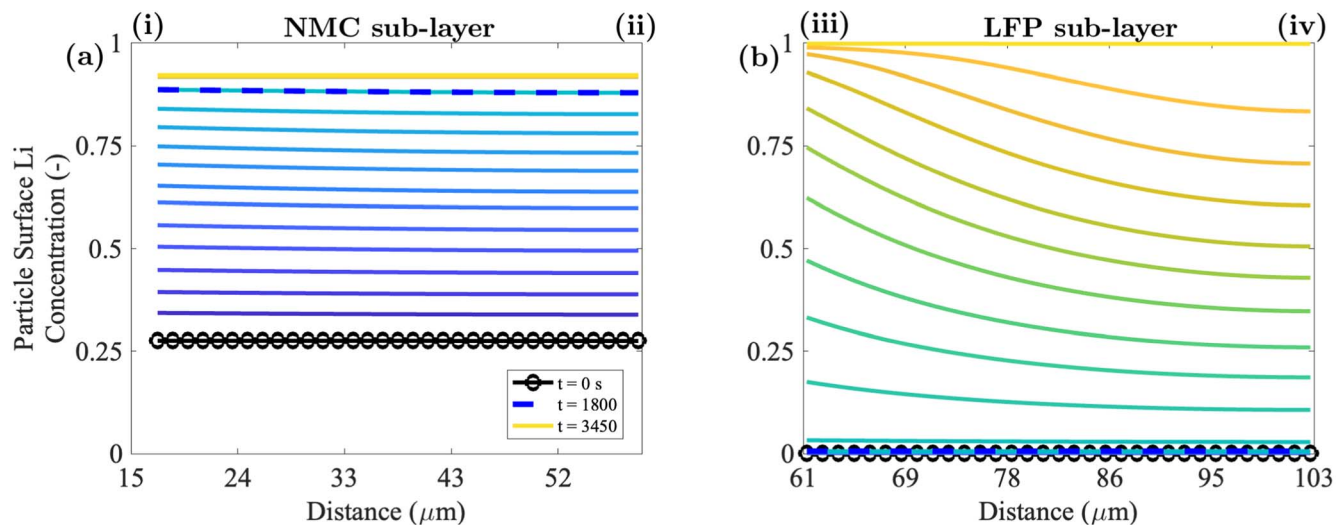 (i) NMC sub-layer (ii)
(iii) LFP sub-layer (iv)
(a)
(b)
Particle Surface Li
Concentration (-)
1
0.75
0.5
0.25
0
15 24 33 43 52
Distance (μm)
t = 0 s
t = 1800
t = 3450
1
0.75
0.5
0.25
0
61 69 78 86 95 103
Distance (μm)